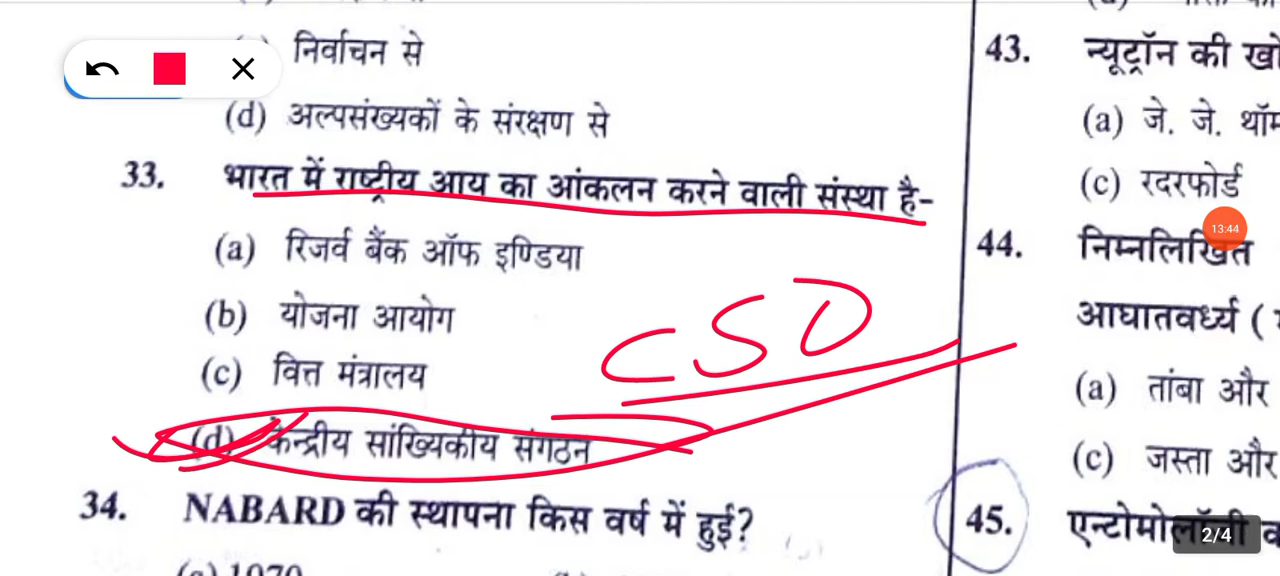 निर्वाचन से
(d) अल्पसंख्यकों के संरक्षण से
33. भारत में राष्ट्रीय आय का आंकलन करने वाली संस्था है-
(a) रिजर्व बैंक ऑफ इण्डिया
(b) योजना आयोग
(c) वित्त मंत्रालय
CSO
(d) केन्द्रीय सांख्यिकीय संगठन
34. NABARD की स्थापना किस वर्ष में हुई?
43. न्यूट्रॉन की
(a) जे. जे.
(c) रदरफोर्ड
13:44
44. निम्नलिखित
आघातवर्ध्य (
(a) तांबा और
(c) जस्ता और
45. एन्टोमोलॉजी
2/4